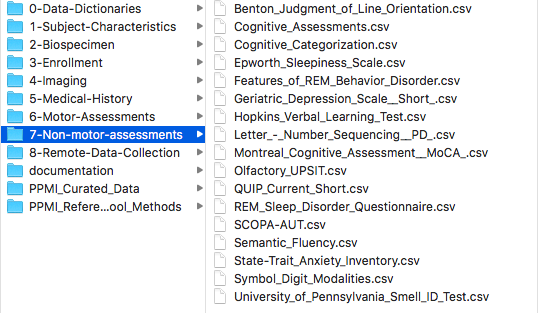 0-Data-Dictionaries
1-Subject-Characteristics
2-Biospecimen
3-Enrollment
4-Imaging
5-Medical-History
6-Motor-Assessments
7-Non-motor-assessments
8-Remote-Data-Collection
documentation
PPMI_Curated_Data
PPMI_Refere...ool_Methods
Benton_Judgment_of_Line_Orientation.csv
Cognitive_Assessments.csv
Cognitive_Categorization.csv
Epworth_Sleepiness_Scale.csv
Features_of_REM_Behavior_Disorder.csv
Geriatric_Depression_Scale__Short_.csv
Hopkins_Verbal_Learning_Test.csv
Letter_-_Number_Sequencing__PD_.csv
Montreal_Cognitive_Assessment__MoCA_.csv
Olfactory_UPSIT.csv
QUIP_Current_Short.csv
REM_Sleep_Disorder_Questionnaire.csv
SCOPA-AUT.csv
Semantic_Fluency.csv
State-Trait_Anxiety_Inventory.csv
Symbol_Digit_Modalities.csv
University_of_Pennsylvania_Smell_ID_Test.csv